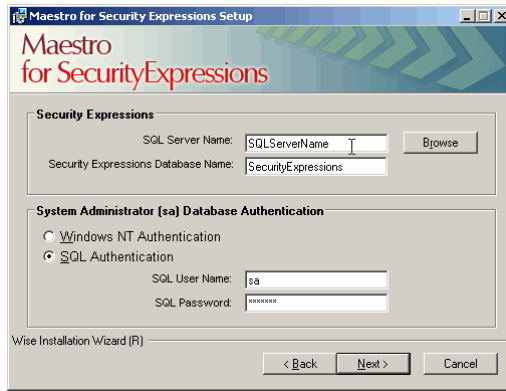 Maestro for Security Expressions Setup
Maestro
for SecurityExpressions
Security Expressions
SQL Server Name: SQLServerName Browse
Security Expressions Database Name: SecurityExpressions
System Administrator (sa) Database Authentication
Windows NT Authentication
SQL Authentication
SQL User Name: sa
SQL Password: *******
Wise Installation Wizard (R)
< Back Next > Cancel